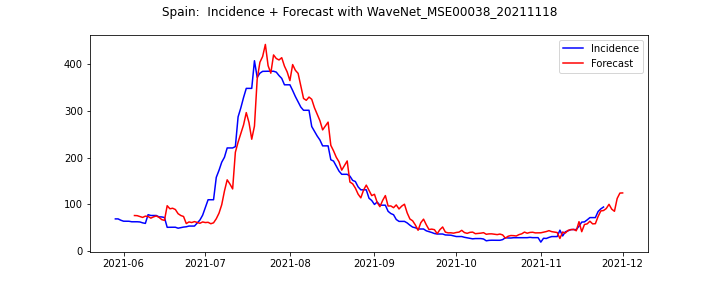 Spain:  Incidence + Forecast with WaveNet_MSE00038_20211118
Incidence
Forecast
400
300
200
100
0
2021-06 2021-07 2021-08 2021-09 2021-10 2021-11 2021-12